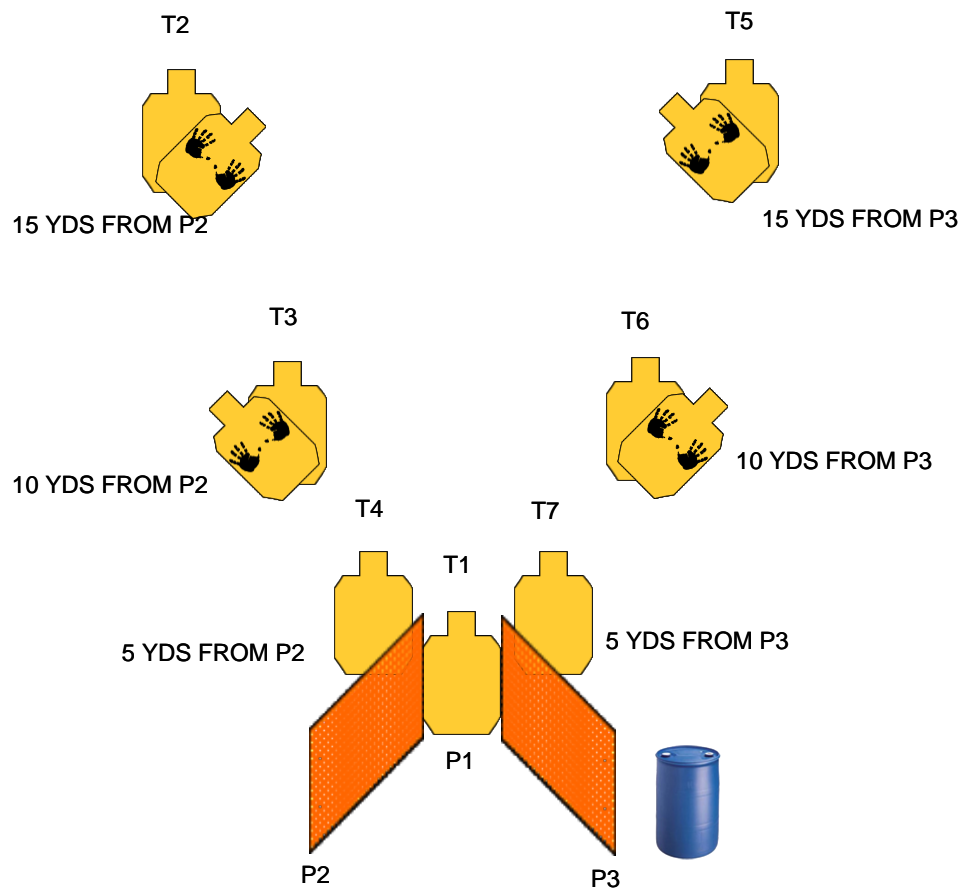 T2
T5
15 YDS FROM P2
15 YDS FROM P3
T3
T6
10 YDS FROM P2
10 YDS FROM P3
T4
T7
T1
5 YDS FROM P2
5 YDS FROM P3
P1
P2
P3